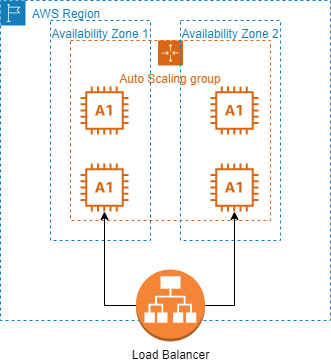 AWS Region
Availability Zone 1
Availability Zone 2
Auto Scaling group
A1
A1
A1
A1
Load Balancer